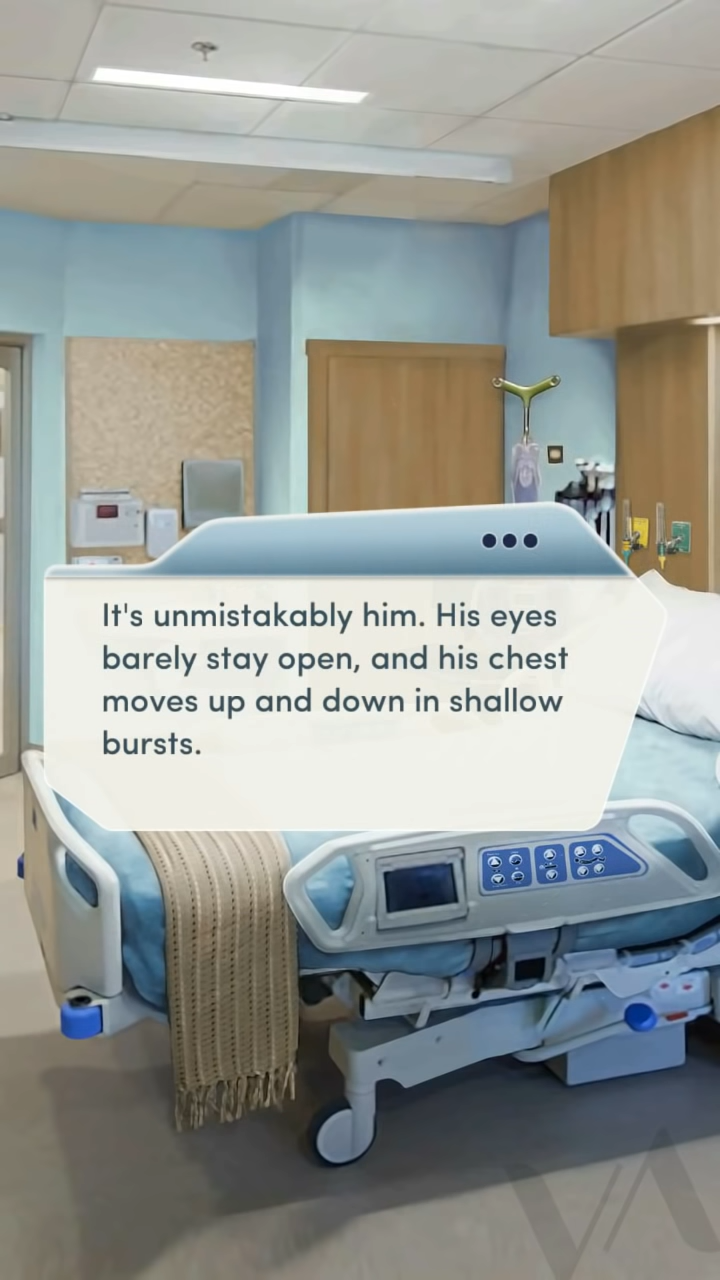 It's unmistakably him. His eyes
barely stay open, and his chest
moves up and down in shallow
bursts.